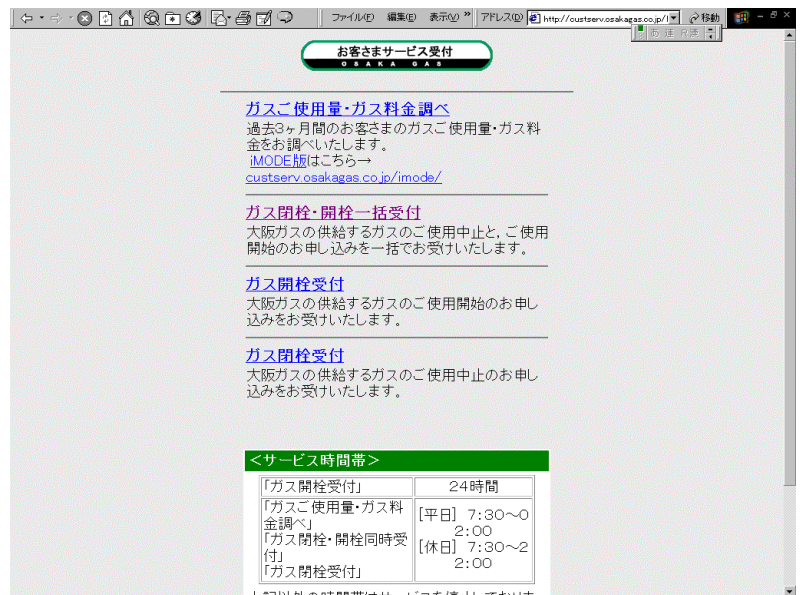 ファイル(F) 編集(E) 表示(V) » アドレス(D) http://custserv.osakagas.co.jp/l 移動
あ 連 R漢
お客さまサービス受付
OSAKA GAS
ガスご使用量・ガス料金調べ
過去3ヶ月間のお客さまのガスご使用量・ガス料
金をお調べいたします。
iMODE版はこちら→
custserv.osakagas.co.jp/imode/
ガス閉栓・開栓一括受付
大阪ガスの供給するガスのご使用中止と,ご使用
開始のお申し込みを一括でお受けいたします。
ガス開栓受付
大阪ガスの供給するガスのご使用開始のお申し
込みをお受けいたします。
ガス閉栓受付
大阪ガスの供給するガスのご使用中止のお申し
込みをお受けいたします。
<サービス時間帯>
「ガス開栓受付」 24時間
「ガスご使用量・ガス料
金調べ」
「ガス閉栓・開栓同時受
付」
「ガス閉栓受付」
[平日] 7:30~0
2:00
[休日] 7:30~2
2:00